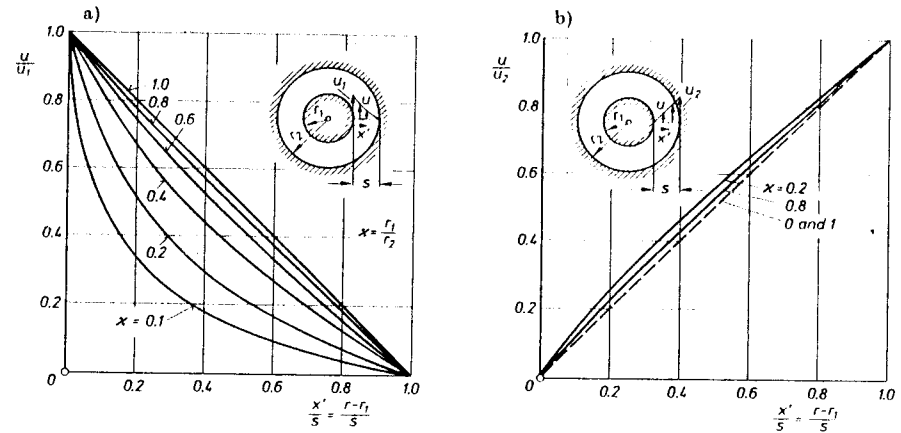 a)
u/u₁
1.0
0.8
0.6
0.4
0.2
0
1.0
0.8
0.6
0.4
0.2
ϰ = 0.1
u₁
u
r₁
r₂
x'
s
ϰ = r₁/r₂
0.2
0.4
0.6
0.8
1.0
x'/s = r-r₁/s
b)
u/u₂
1.0
0.8
0.6
0.4
0.2
0
u
u₂
r₁
r₂
x'
s
ϰ = 0.2
0.8
0 and 1
0.2
0.4
0.6
0.8
1.0
x'/s = r-r₁/s